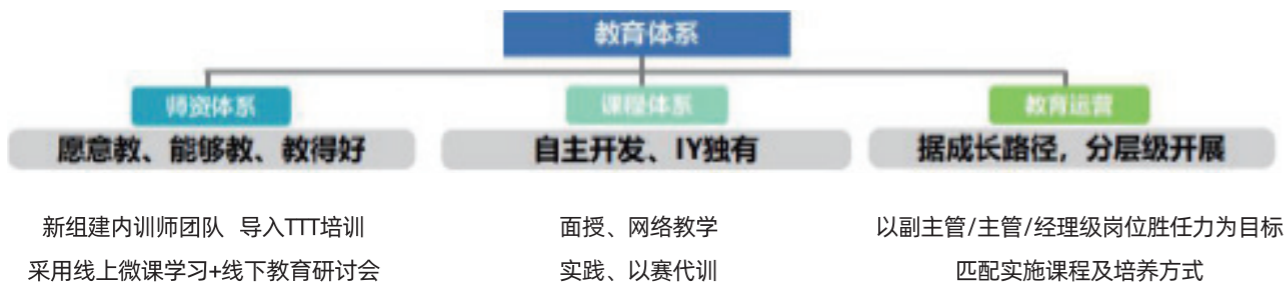 教育体系
师资体系
课程体系
教育运营
愿意教、能够教、教得好
自主开发、IY独有
据成长路径，分层级开展
新组建内训师团队 导入TTT培训
面授、网络教学
以副主管/主管/经理级岗位胜任力为目标
采用线上微课学习+线下教育研讨会
实践、以赛代训
匹配实施课程及培养方式